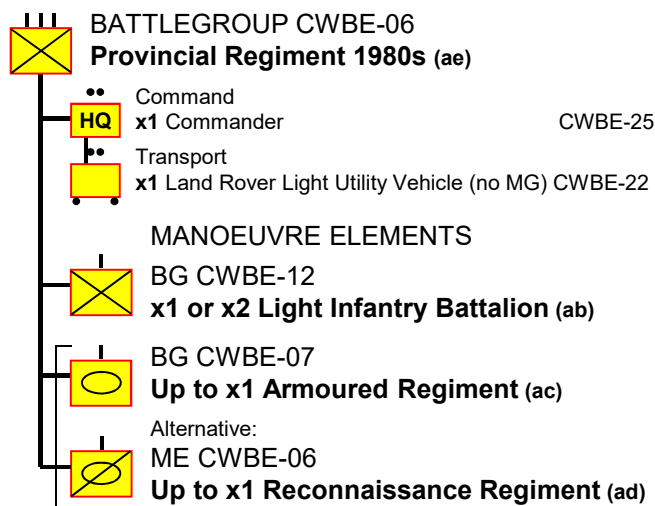 BATTLEGROUP CWBE-06
Provincial Regiment 1980s (ae)
Command
HQ x1 Commander CWBE-25
Transport
x1 Land Rover Light Utility Vehicle (no MG) CWBE-22
MANOEUVRE ELEMENTS
BG CWBE-12
x1 or x2 Light Infantry Battalion (ab)
BG CWBE-07
Up to x1 Armoured Regiment (ac)
Alternative:
ME CWBE-06
Up to x1 Reconnaissance Regiment (ad)